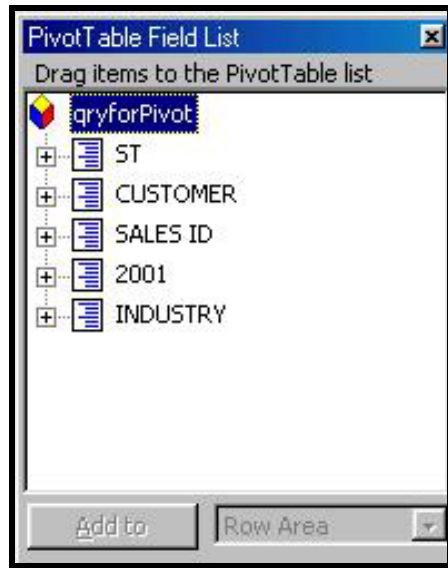 PivotTable Field List
Drag items to the PivotTable list
qryforPivot
ST
CUSTOMER
SALES ID
2001
INDUSTRY
Add to
Row Area